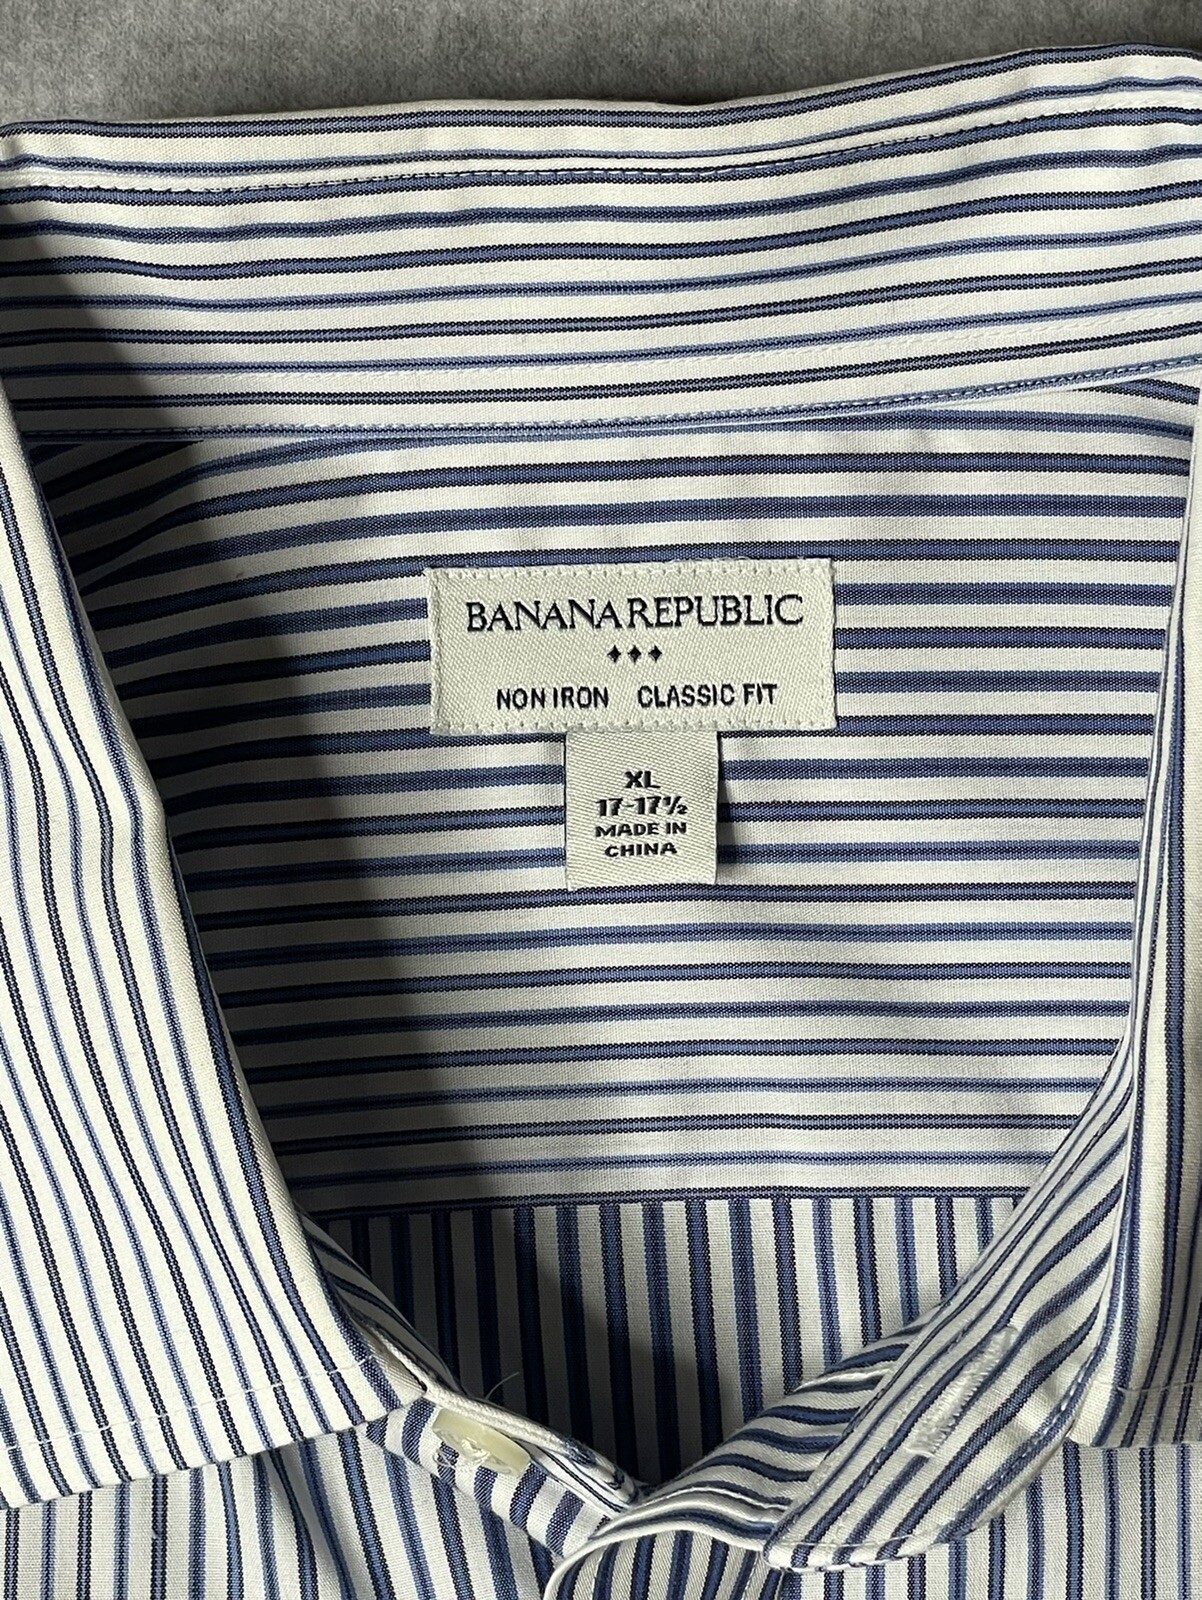 BANANA REPUBLIC
NON IRON CLASSIC FIT
XL
17-17½
MADE IN
CHINA